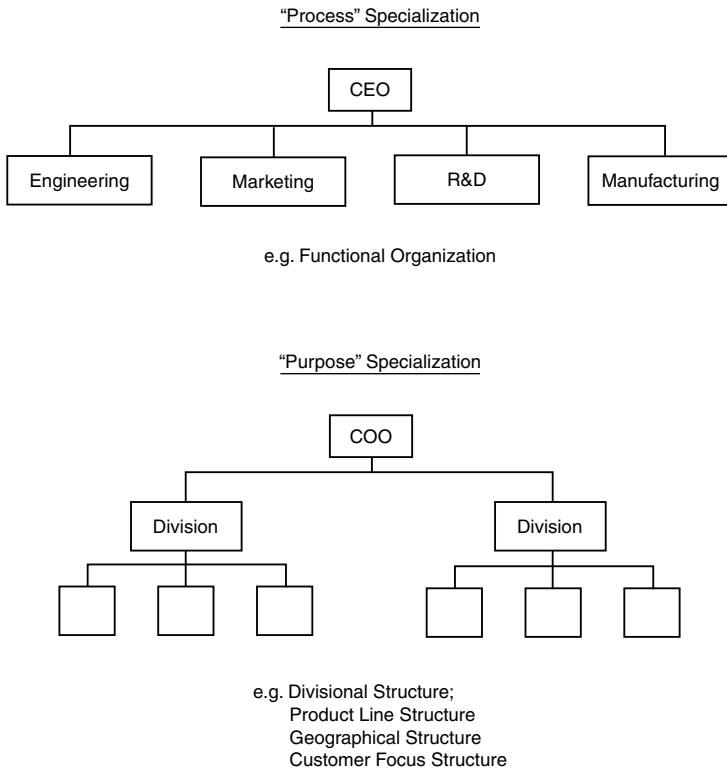 “Process” Specialization
CEO
Engineering
Marketing
R&D
Manufacturing
e.g. Functional Organization
“Purpose” Specialization
COO
Division
Division
e.g. Divisional Structure;
Product Line Structure
Geographical Structure
Customer Focus Structure